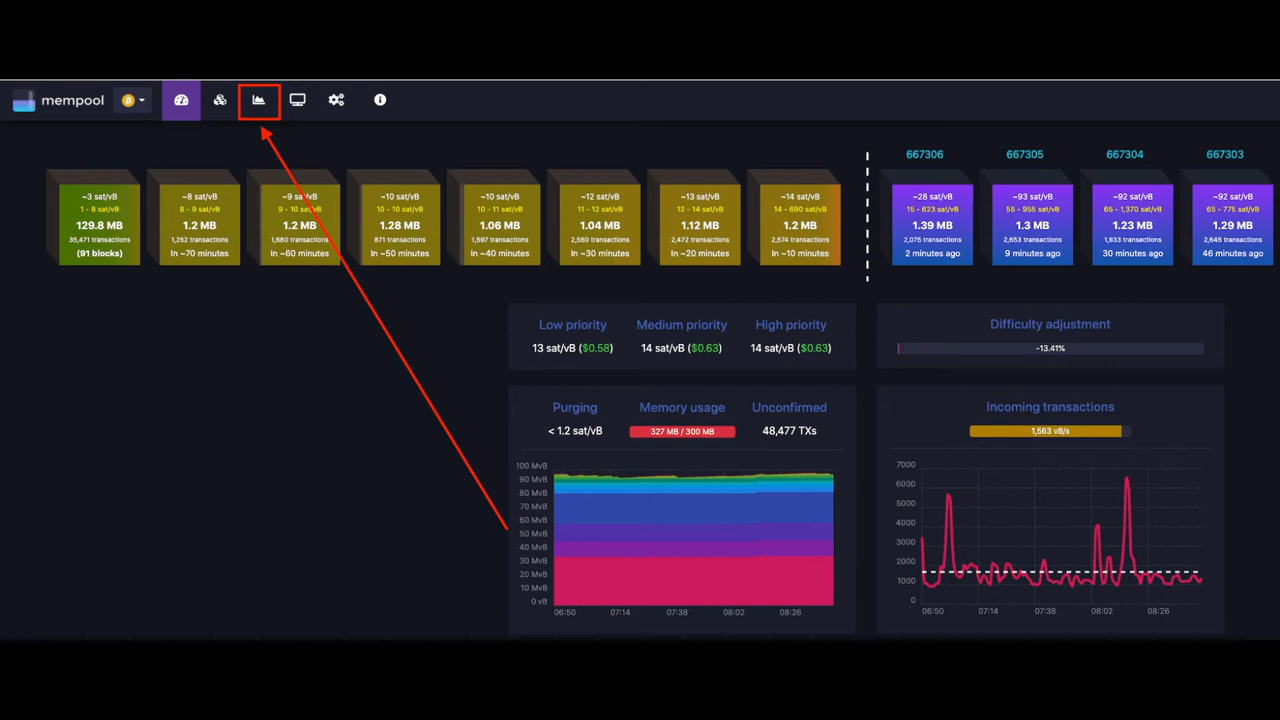 mempool
667306 667305 667304 667303
~3 sat/vB
1 - 8 sat/vB
129.8 MB
35,471 transactions
(91 blocks)
~8 sat/vB
8 - 9 sat/vB
1.2 MB
1,252 transactions
In ~70 minutes
~9 sat/vB
9 - 10 sat/vB
1.2 MB
1,680 transactions
In ~60 minutes
~10 sat/vB
10 - 10 sat/vB
1.28 MB
871 transactions
In ~50 minutes
~10 sat/vB
10 - 11 sat/vB
1.06 MB
1,597 transactions
In ~40 minutes
~12 sat/vB
11 - 12 sat/vB
1.04 MB
2,560 transactions
In ~30 minutes
~13 sat/vB
12 - 14 sat/vB
1.12 MB
2,472 transactions
In ~20 minutes
~14 sat/vB
14 - 690 sat/vB
1.2 MB
2,574 transactions
In ~10 minutes
~28 sat/vB
15 - 623 sat/vB
1.39 MB
2,075 transactions
2 minutes ago
~93 sat/vB
55 - 955 sat/vB
1.3 MB
2,653 transactions
9 minutes ago
~92 sat/vB
65 - 1,370 sat/vB
1.23 MB
1,933 transactions
30 minutes ago
~92 sat/vB
65 - 775 sat/vB
1.29 MB
2,645 transactions
46 minutes ago
Low priority Medium priority High priority
13 sat/vB ($0.58) 14 sat/vB ($0.63) 14 sat/vB ($0.63)
Difficulty adjustment
-13.41%
Purging Memory usage Unconfirmed
< 1.2 sat/vB 327 MB / 300 MB 48,477 TXs
100 MvB
90 MvB
80 MvB
70 MvB
60 MvB
50 MvB
40 MvB
30 MvB
20 MvB
10 MvB
0 vB
06:50 07:14 07:38 08:02 08:26
Incoming transactions
1,563 vB/s
7000
6000
5000
4000
3000
2000
1000
0
06:50 07:14 07:38 08:02 08:26